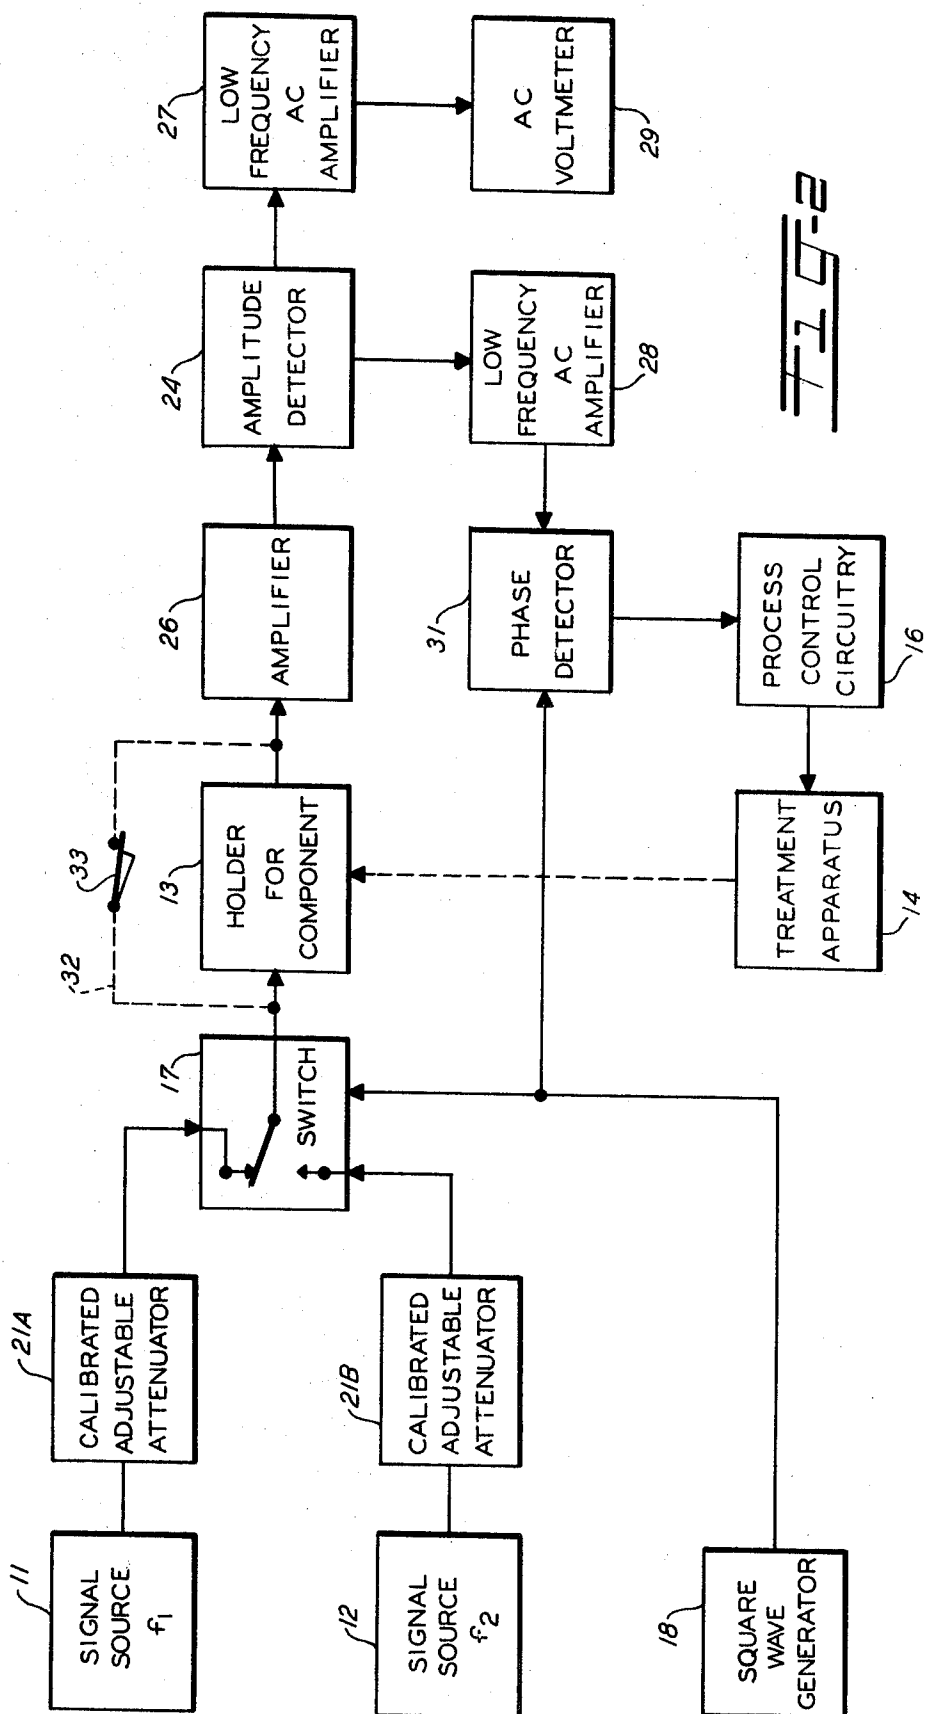 11
SIGNAL
SOURCE
f1
21A
CALIBRATED
ADJUSTABLE
ATTENUATOR
12
SIGNAL
SOURCE
f2
21B
CALIBRATED
ADJUSTABLE
ATTENUATOR
18
SQUARE
WAVE
GENERATOR
17
SWITCH
32
33
13
HOLDER
FOR
COMPONENT
26
AMPLIFIER
24
AMPLITUDE
DETECTOR
27
LOW
FREQUENCY
AC
AMPLIFIER
AC
VOLTMETER
29
LOW
FREQUENCY
AC
AMPLIFIER
28
31
PHASE
DETECTOR
PROCESS
CONTROL
CIRCUITRY
16
TREATMENT
APPARATUS
14
FIG-2